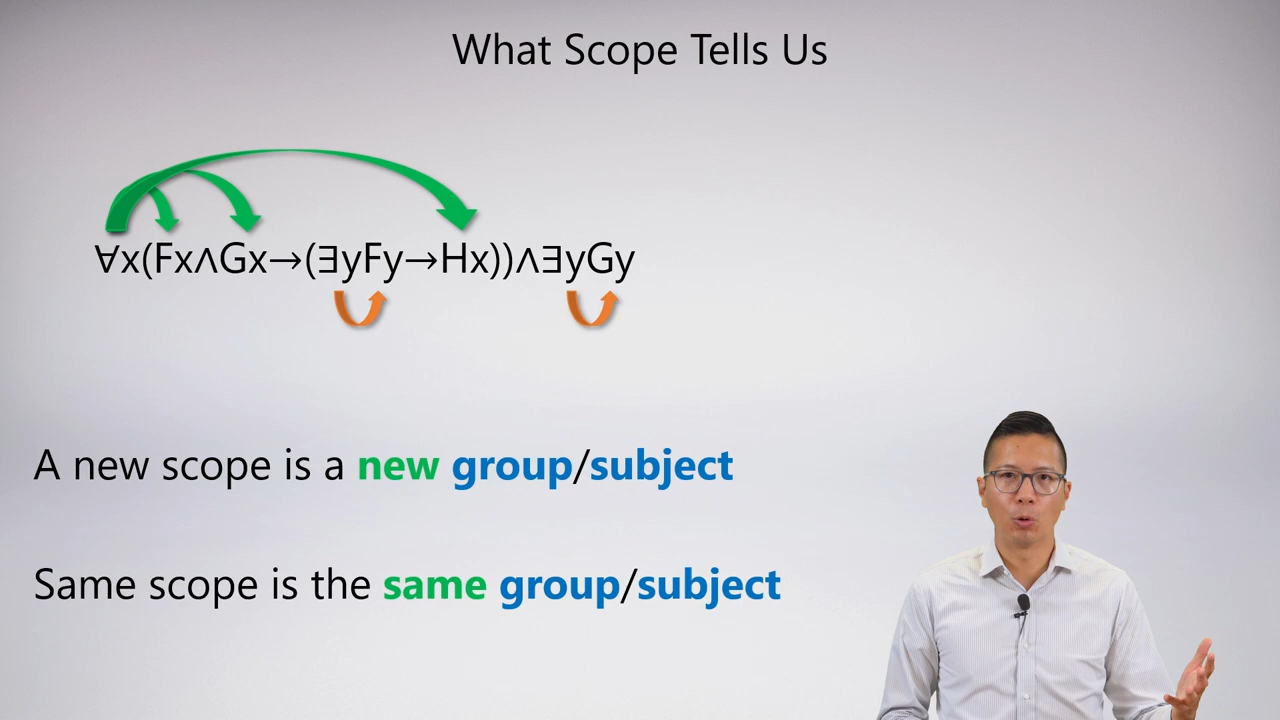 What Scope Tells Us
∀x(Fx∧Gx→(∃yFy→Hx))∧∃yGy
A new scope is a new group/subject
Same scope is the same group/subject